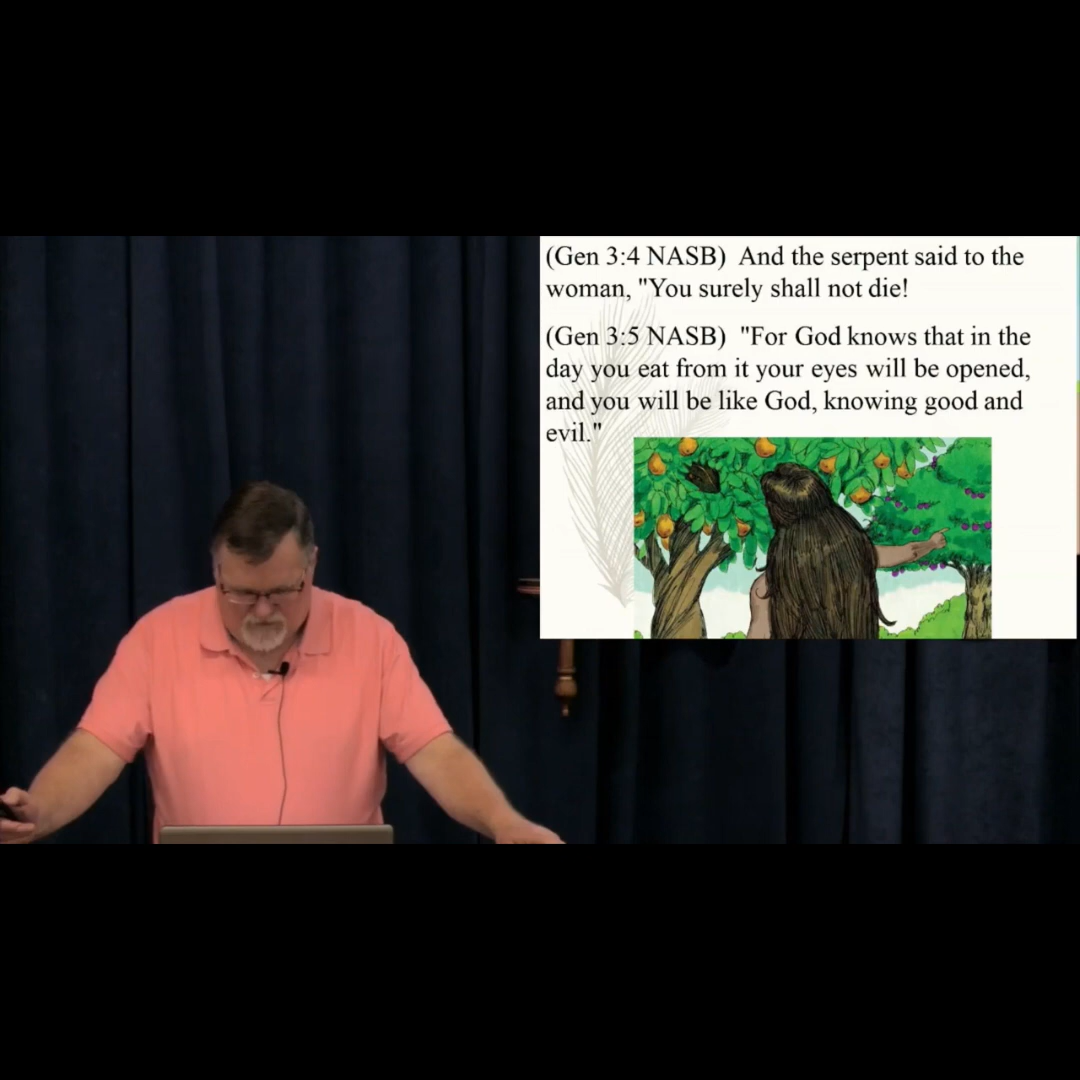 (Gen 3:4 NASB)  And the serpent said to the
woman, "You surely shall not die!
(Gen 3:5 NASB)  "For God knows that in the
day you eat from it your eyes will be opened,
and you will be like God, knowing good and
evil."